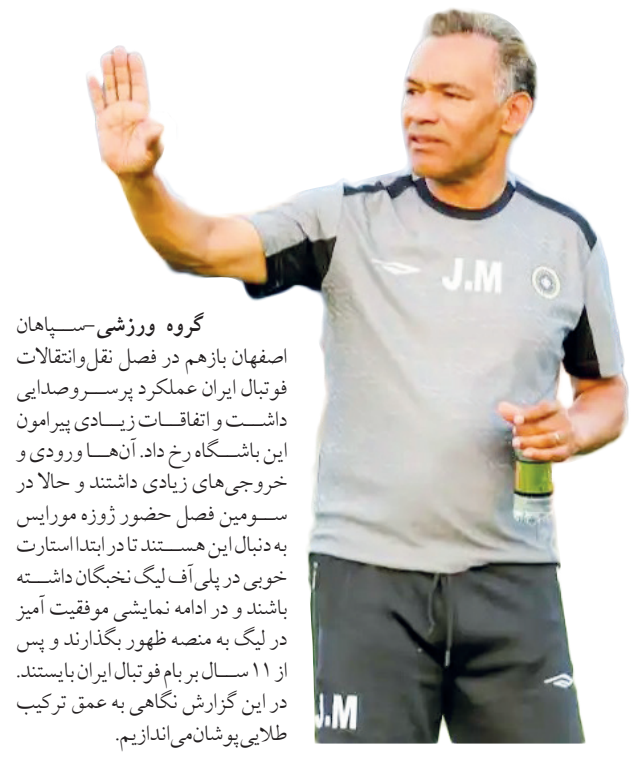 J.M
گروه ورزشی-سپاهان
اصفهان بازهم در فصل نقل‌وانتقالات
فوتبال ایران عملکرد پرسروصدایی
داشت و اتفاقات زیادی پیرامون
این باشگاه رخ داد. آن‌ها ورودی و
خروجی‌های زیادی داشتند و حالا در
سومین فصل حضور ژوزه مورایس
به دنبال این هستند تا در ابتدا استارت
خوبی در پلی‌آف لیگ نخبگان داشته
باشند و در ادامه نمایشی موفقیت آمیز
در لیگ به منصه ظهور بگذارند و پس
از ۱۱ سال بر بام فوتبال ایران بایستند.
در این گزارش نگاهی به عمق ترکیب
طلایی‌پوشان‌می‌اندازیم.
J.M